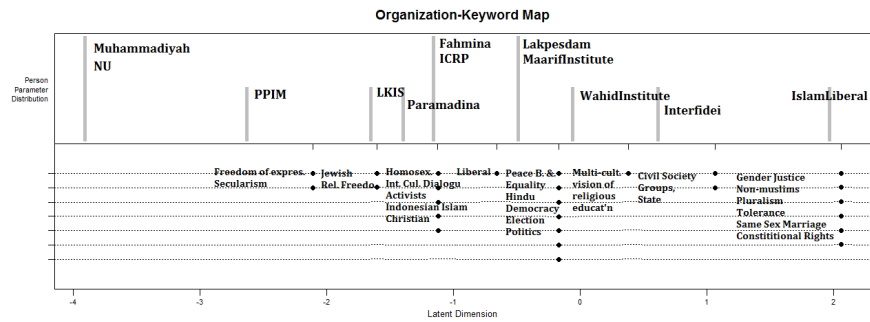 Organization-Keyword Map
Person
Parameter
Distribution
Muhammadiyah
NU
PPIM
LKIS
Paramadina
Fahmina
ICRP
Lakpesdam
MaarifInstitute
WahidInstitute
Interfidei
IslamLiberal
Freedom of expres.
Secularism
Jewish
Rel. Freedo
Homosex.
Int. Cul. Dialogu
Activists
Indonesian Islam
Christian
Liberal
Peace B. &
Equality
Hindu
Democracy
Election
Politics
Multi-cult.
vision of
religious
educat'n
Civil Society
Groups,
State
Gender Justice
Non-muslims
Pluralism
Tolerance
Same Sex Marriage
Constititional Rights
-4 -3 -2 -1 0 1 2
Latent Dimension